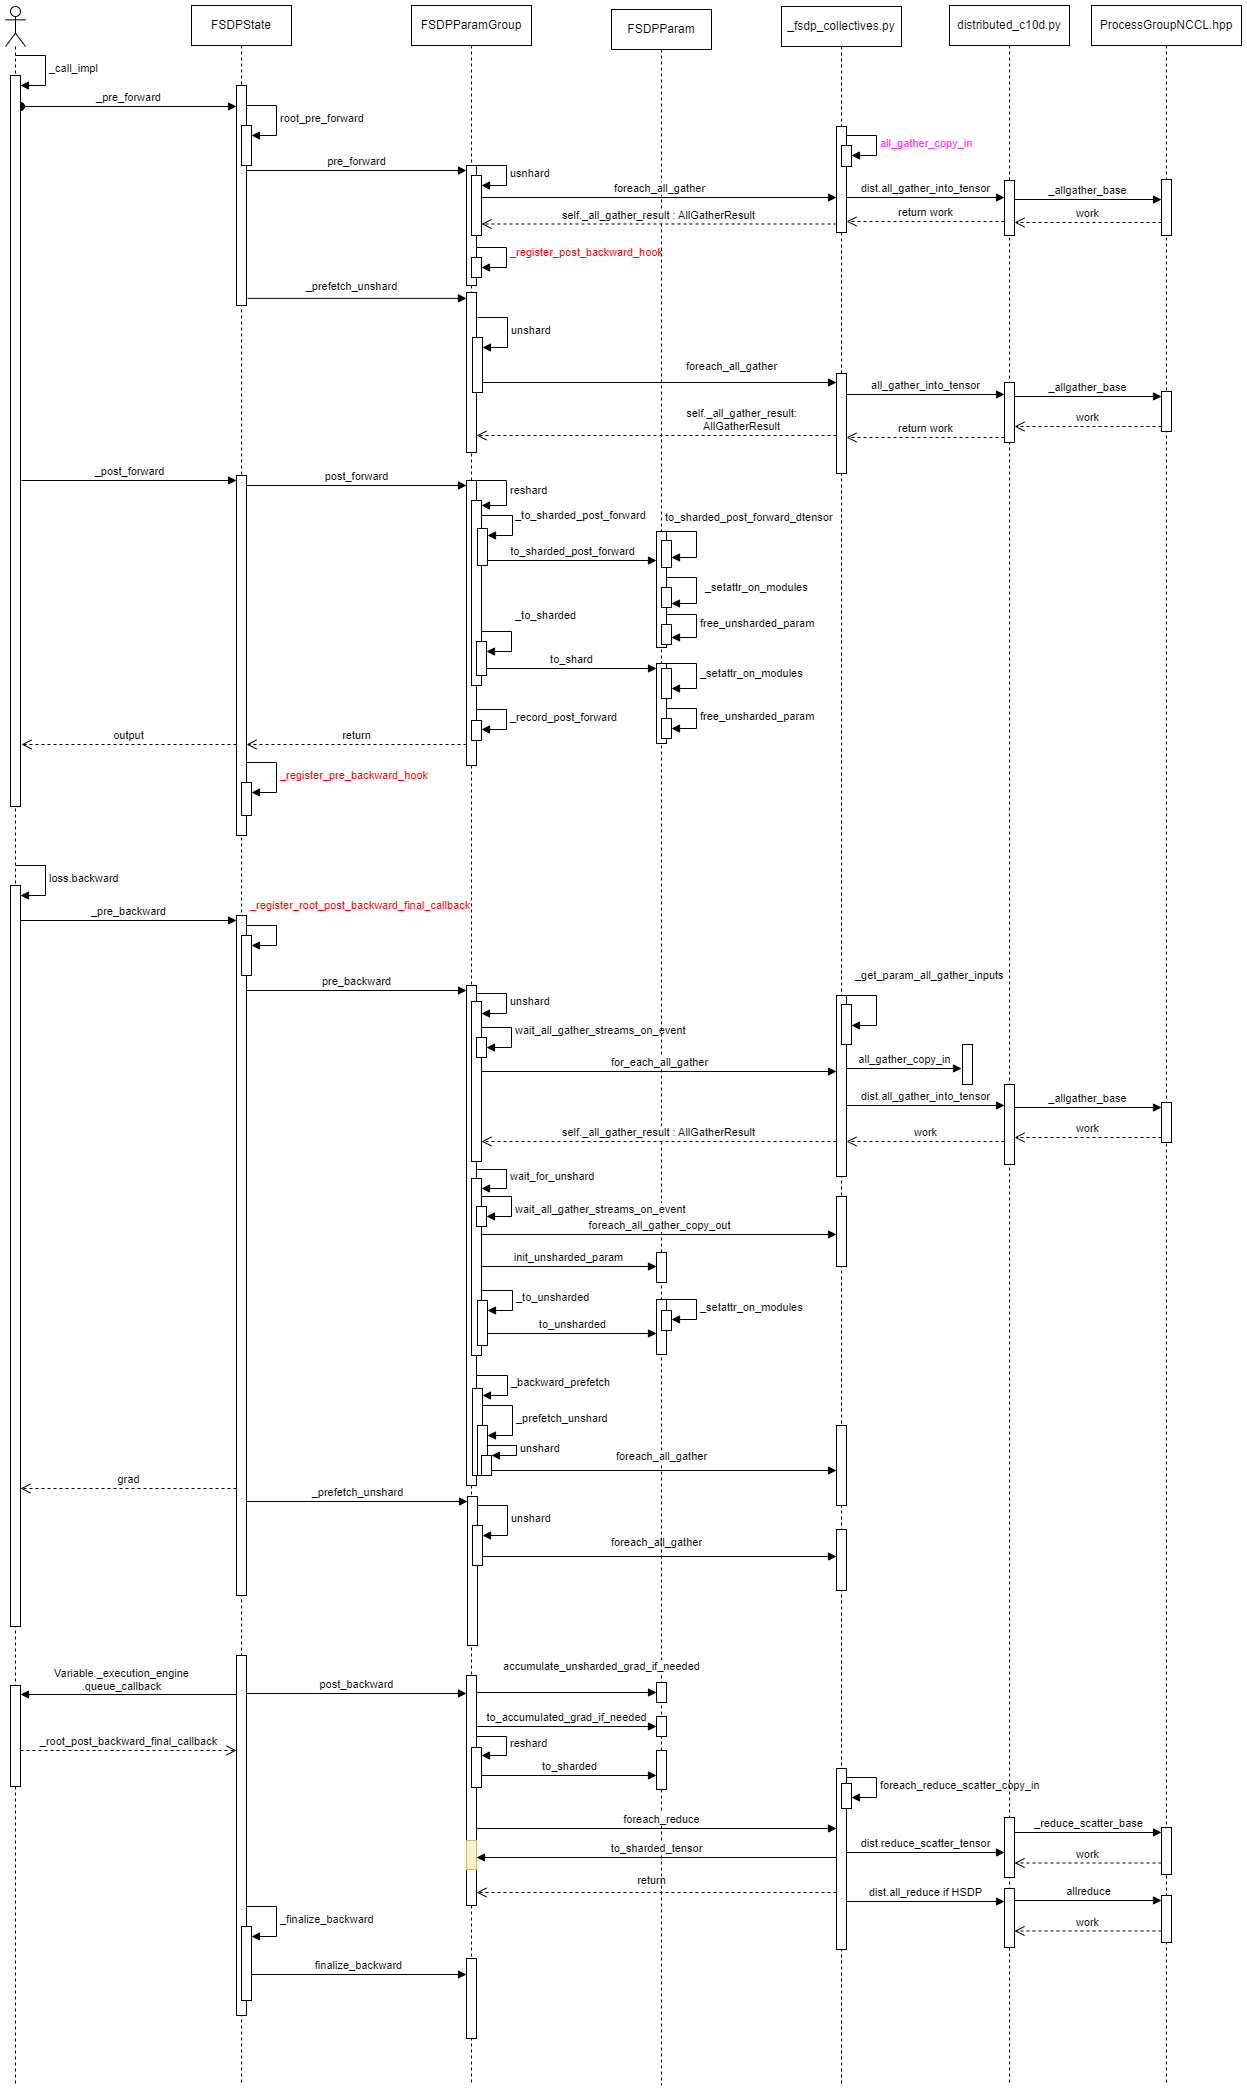 FSDPState
FSDPParamGroup
FSDPParam
_fsdp_collectives.py
distributed_c10d.py
ProcessGroupNCCL.hpp
_call_impl
_pre_forward
root_pre_forward
all_gather_copy_in
pre_forward
usnhard
foreach_all_gather
dist.all_gather_into_tensor
_allgather_base
self._all_gather_result : AllGatherResult
return work
work
_register_post_backward_hook
_prefetch_unshard
unshard
foreach_all_gather
all_gather_into_tensor
_allgather_base
self._all_gather_result:
AllGatherResult
return work
work
_post_forward
post_forward
reshard
_to_sharded_post_forward
to_sharded_post_forward_dtensor
to_sharded_post_forward
_setattr_on_modules
_to_sharded
free_unsharded_param
to_shard
_setattr_on_modules
_record_post_forward
free_unsharded_param
output
return
_register_pre_backward_hook
loss.backward
_pre_backward
_register_root_post_backward_final_callback
pre_backward
_get_param_all_gather_inputs
unshard
wait_all_gather_streams_on_event
for_each_all_gather
all_gather_copy_in
dist.all_gather_into_tensor
_allgather_base
self._all_gather_result : AllGatherResult
work
work
wait_for_unshard
wait_all_gather_streams_on_event
foreach_all_gather_copy_out
init_unsharded_param
_to_unsharded
_setattr_on_modules
to_unsharded
_backward_prefetch
_prefetch_unshard
unshard
foreach_all_gather
grad
_prefetch_unshard
unshard
foreach_all_gather
Variable._execution_engine
.queue_callback
post_backward
accumulate_unsharded_grad_if_needed
to_accumulated_grad_if_needed
_root_post_backward_final_callback
reshard
to_sharded
foreach_reduce_scatter_copy_in
foreach_reduce
_reduce_scatter_base
to_sharded_tensor
dist.reduce_scatter_tensor
work
return
dist.all_reduce if HSDP
allreduce
work
_finalize_backward
finalize_backward